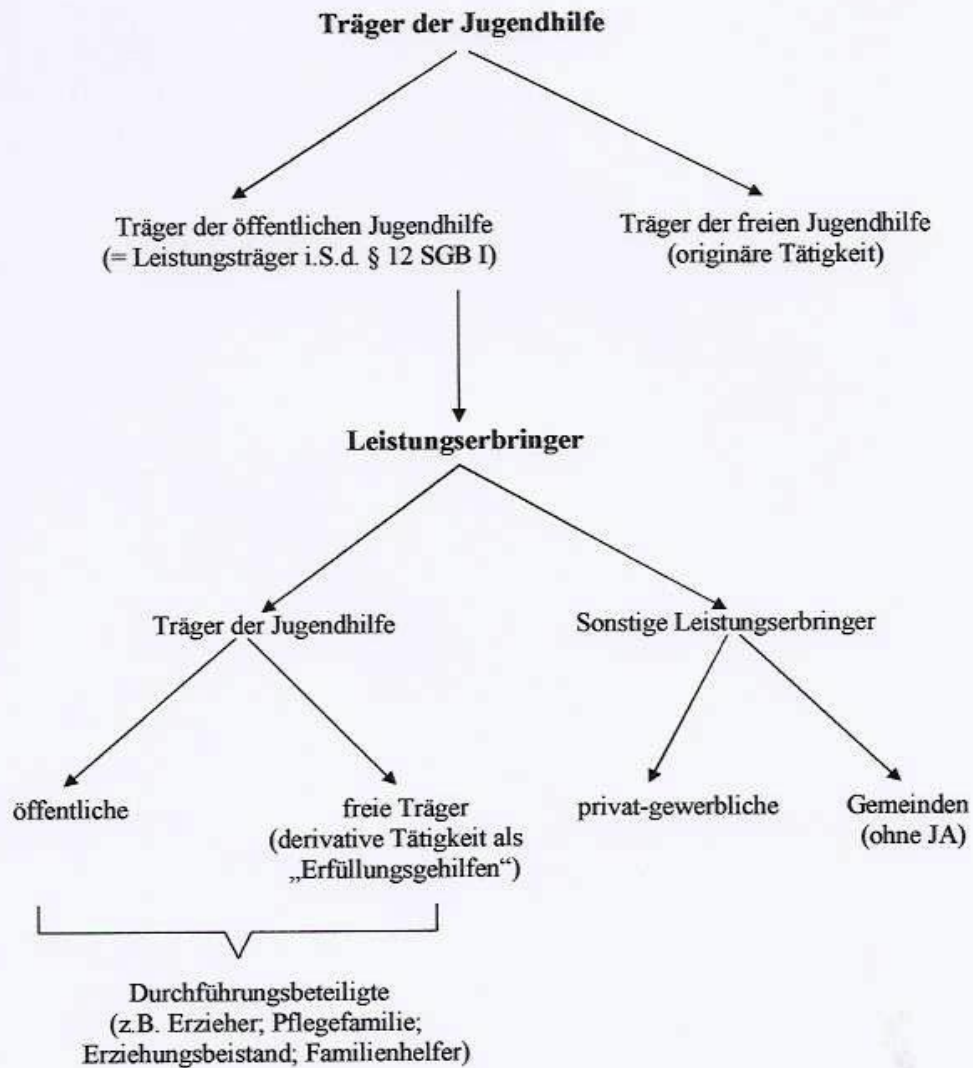 Träger der Jugendhilfe
Träger der öffentlichen Jugendhilfe
(= Leistungsträger i.S.d. § 12 SGB I)
Träger der freien Jugendhilfe
(originäre Tätigkeit)
Leistungserbringer
Träger der Jugendhilfe
Sonstige Leistungserbringer
öffentliche
freie Träger
(derivative Tätigkeit als
„Erfüllungsgehilfen“)
privat-gewerbliche
Gemeinden
(ohne JA)
Durchführungsbeteiligte
(z.B. Erzieher; Pflegefamilie;
Erziehungsbeistand; Familienhelfer)